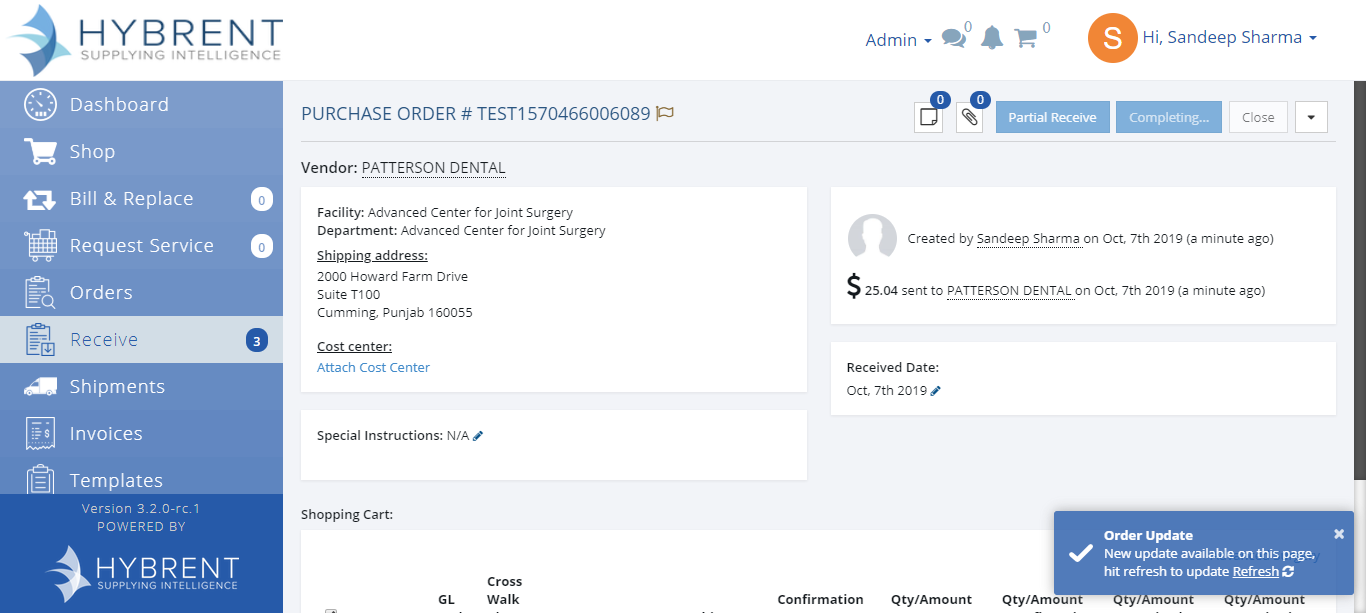 HYBRENT
SUPPLYING INTELLIGENCE
Admin
0
0
S
Hi, Sandeep Sharma
Dashboard
Shop
Bill & Replace
0
Request Service
0
Orders
Receive
3
Shipments
Invoices
Templates
Version 3.2.0-rc.1
POWERED BY
HYBRENT
SUPPLYING INTELLIGENCE
PURCHASE ORDER # TEST1570466006089
0
0
Partial Receive
Completing...
Close
Vendor: PATTERSON DENTAL
Facility: Advanced Center for Joint Surgery
Department: Advanced Center for Joint Surgery
Shipping address:
2000 Howard Farm Drive
Suite T100
Cumming, Punjab 160055
Cost center:
Attach Cost Center
Special Instructions: N/A
Created by Sandeep Sharma on Oct, 7th 2019 (a minute ago)
$ 25.04 sent to PATTERSON DENTAL on Oct, 7th 2019 (a minute ago)
Received Date:
Oct, 7th 2019
Shopping Cart:
Cross
GL Walk Confirmation Qty/Amount Qty/Amount Qty/Amount Qty/Amount
Order Update
New update available on this page,
hit refresh to update Refresh